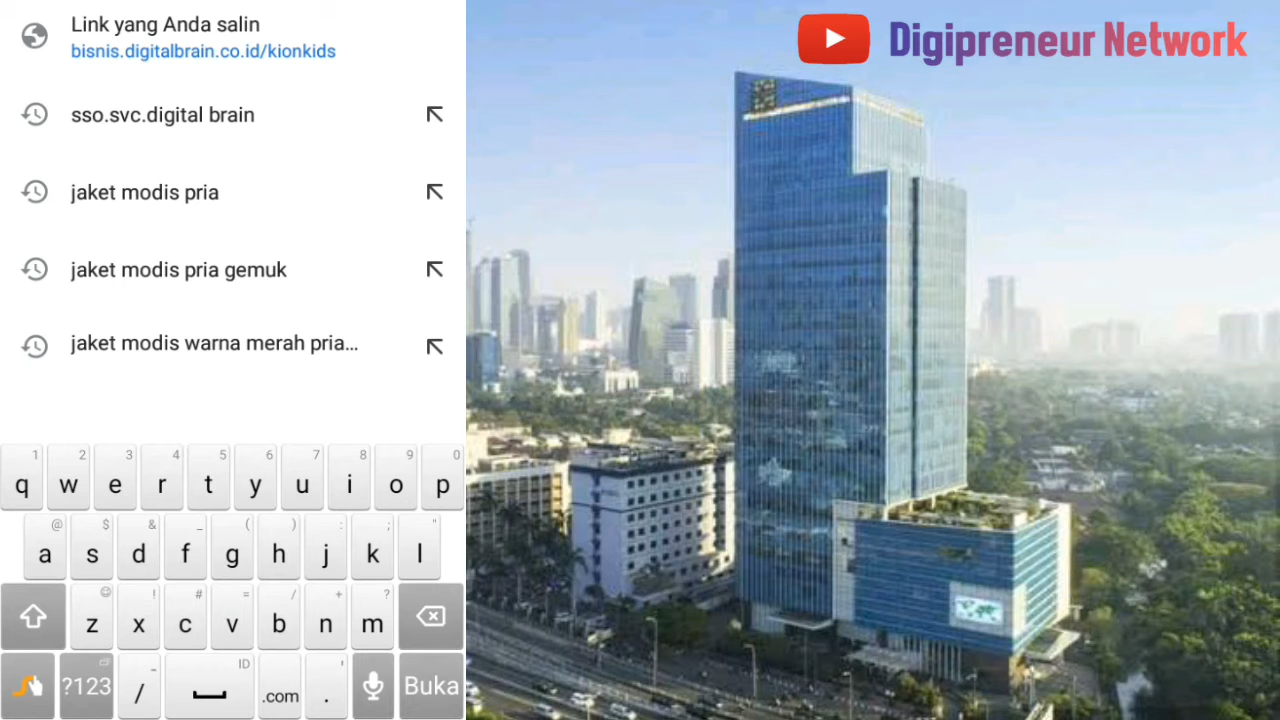 Link yang Anda salin
bisnis.digitalbrain.co.id/kionkids
sso.svc.digital brain
jaket modis pria
jaket modis pria gemuk
jaket modis warna merah pria...
1 2 3 4 5 6 7 8 9 0
q w e r t y u i o p
@ $ & _ ( ) : ; "
a s d f g h j k l
! # = / + ?
z x c v b n m
- ID '
?123 / .com . Buka
Digipreneur Network